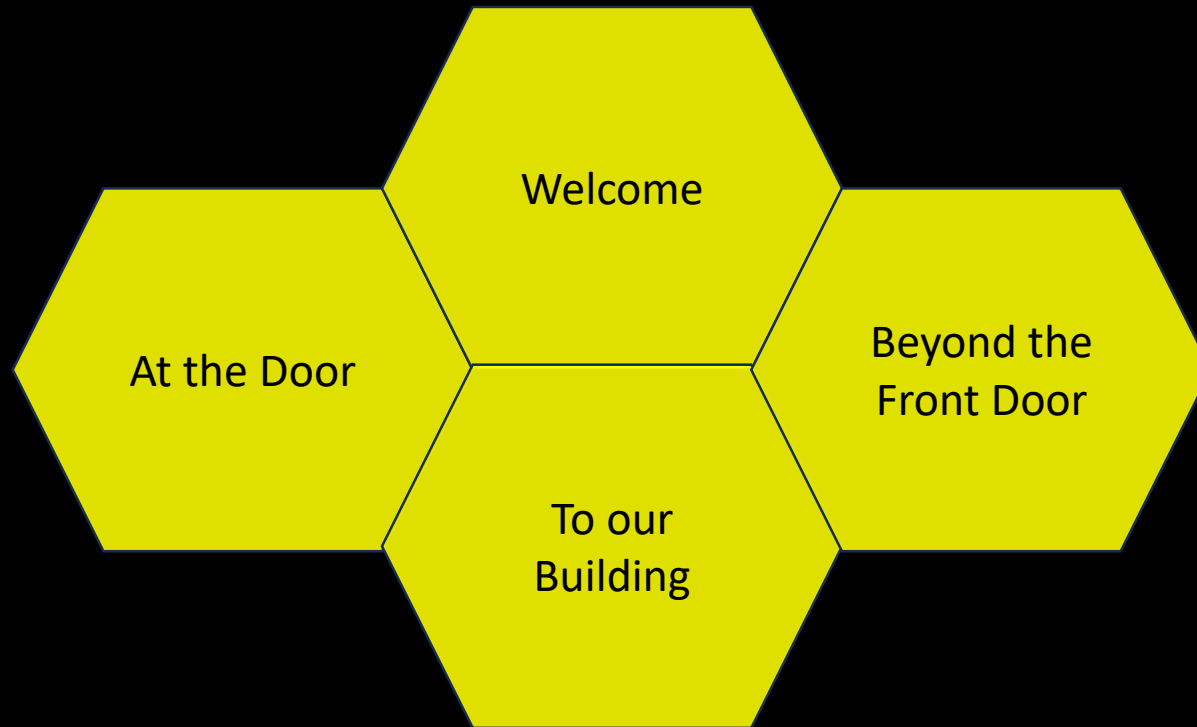 Welcome
At the Door
Beyond the
Front Door
To our
Building